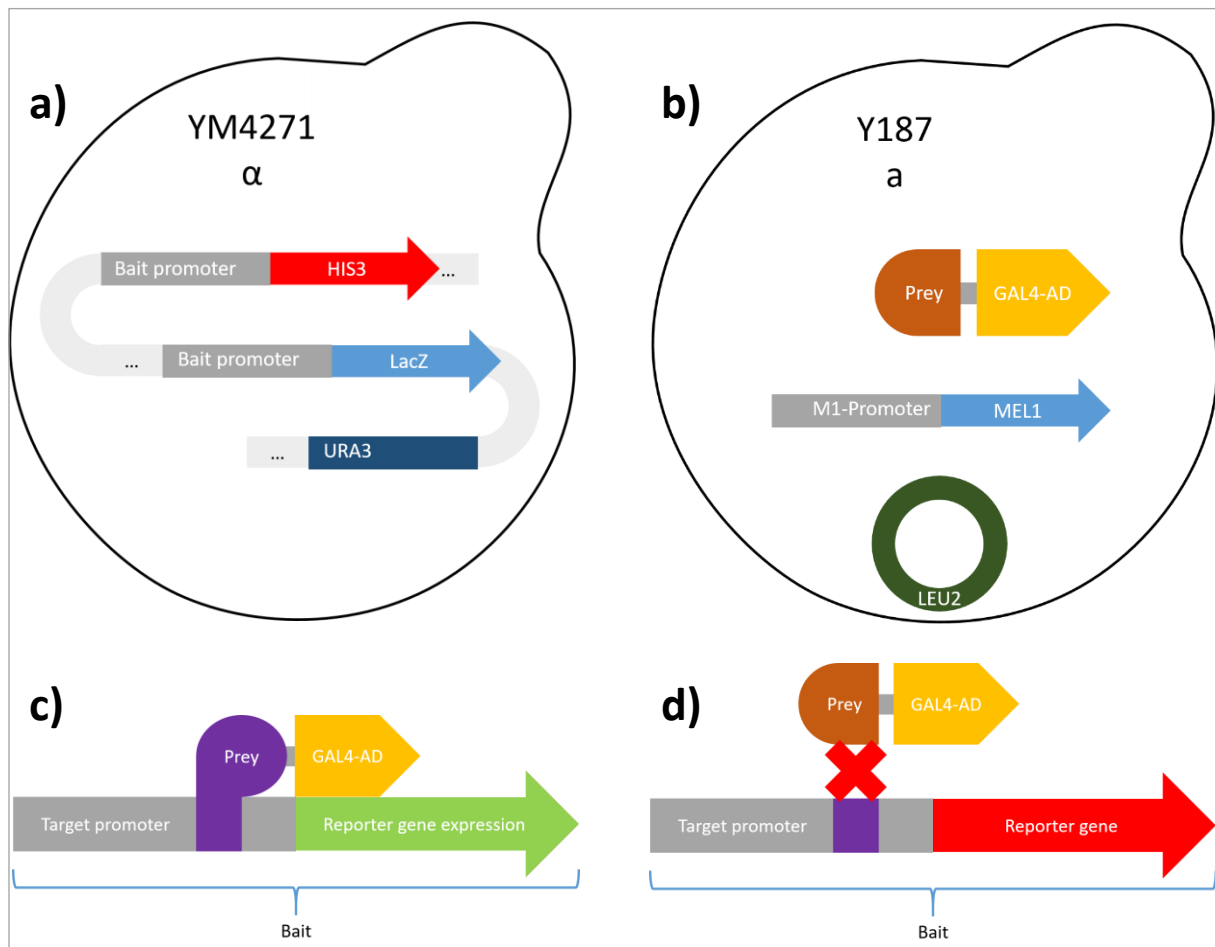 a)
YM4271
α
Bait promoter HIS3 ...
... Bait promoter LacZ
... URA3
b)
Y187
a
Prey GAL4-AD
M1-Promoter MEL1
LEU2
c)
Prey GAL4-AD
Target promoter Reporter gene expression
Bait
d)
Prey GAL4-AD
Target promoter Reporter gene
Bait